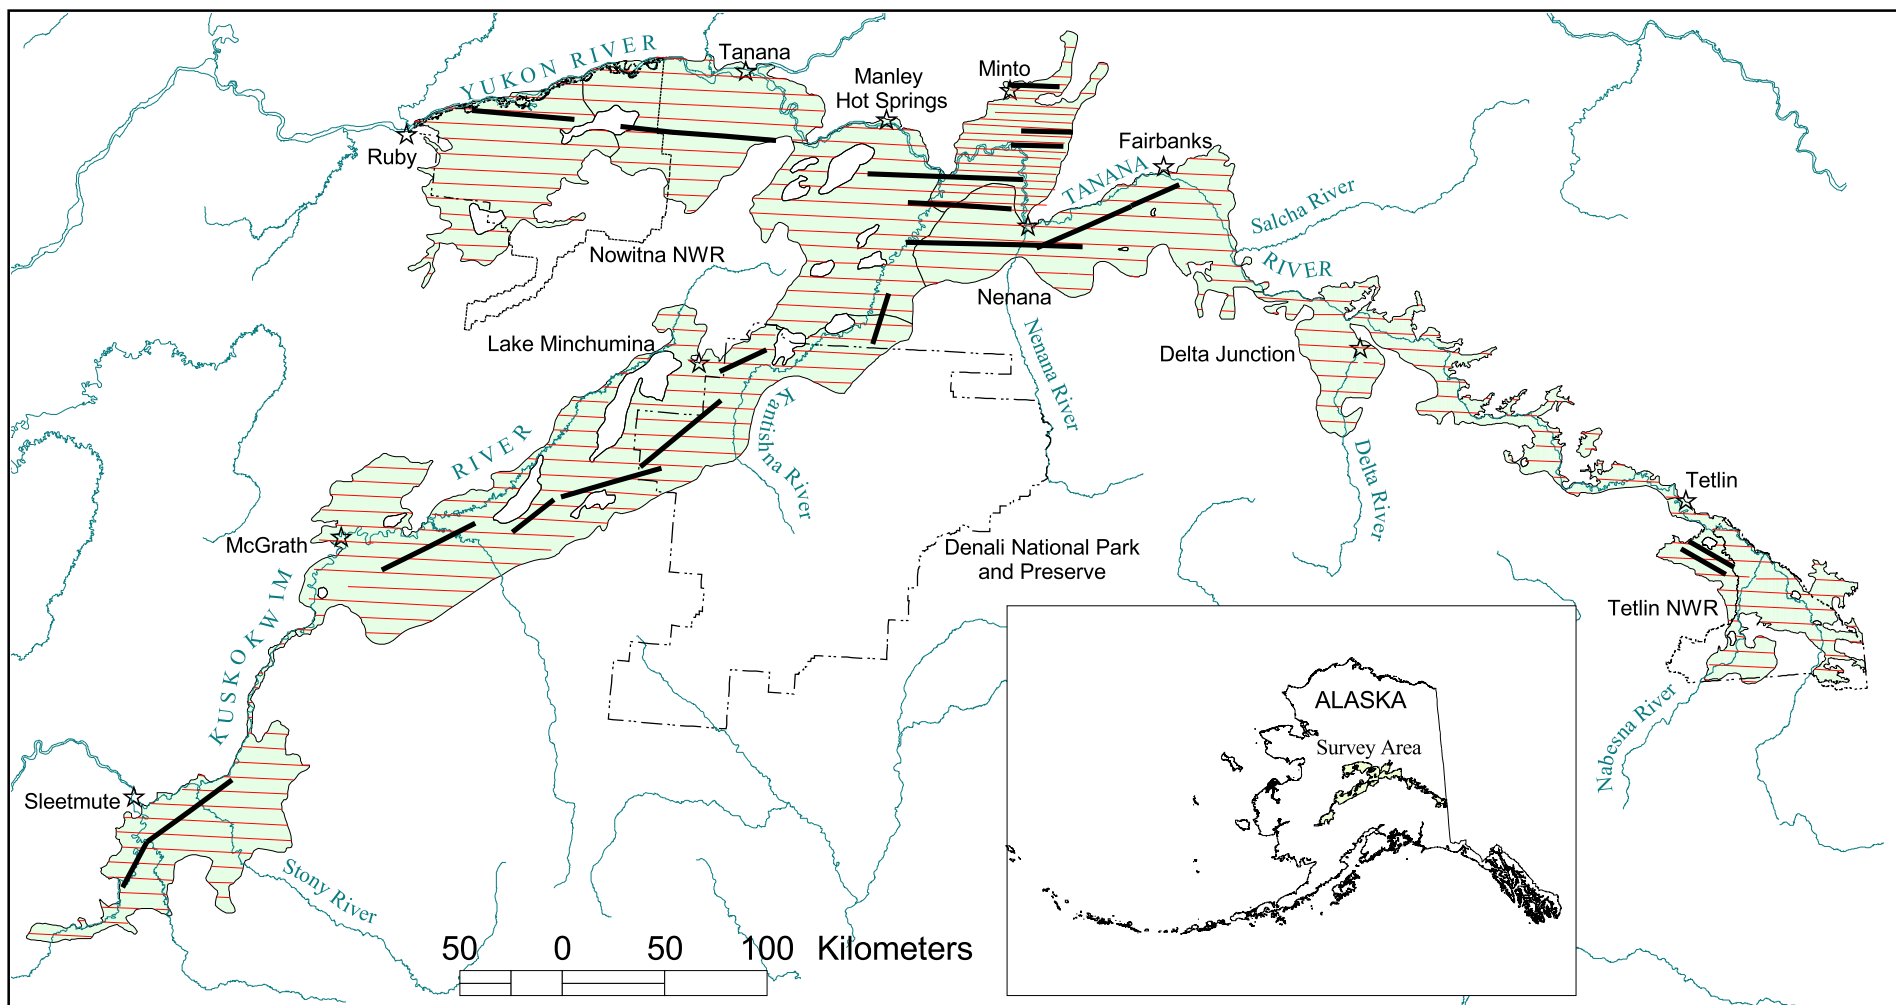 YUKON RIVER
Tanana
Manley
Hot Springs
Minto
Fairbanks
Ruby
TANANA
RIVER
Salcha River
Nowitna NWR
Nenana
Nenana River
Lake Minchumina
Delta Junction
Kantishna River
RIVER
Delta River
Tetlin
McGrath
Denali National Park
and Preserve
KUSKOKWIM
Tetlin NWR
Nabesna River
ALASKA
Survey Area
Sleetmute
Stony River
50 0 50 100 Kilometers